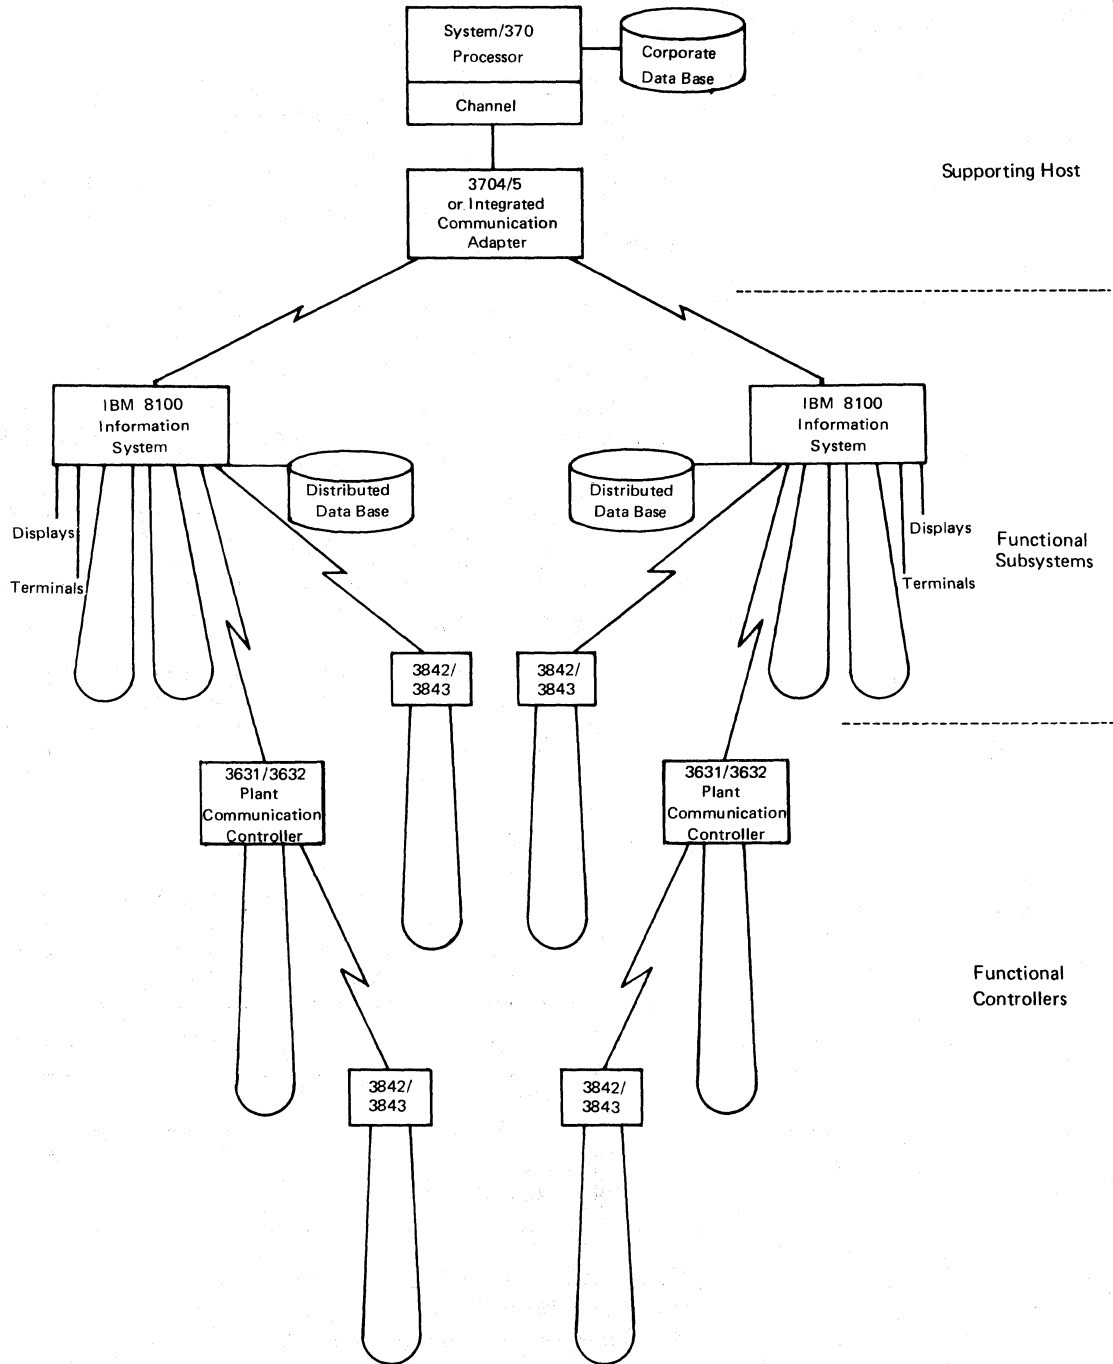 System/370
Processor
Corporate
Data Base
Channel
Supporting Host
3704/5
or Integrated
Communication
Adapter
IBM 8100
Information
System
IBM 8100
Information
System
Distributed
Data Base
Distributed
Data Base
Displays
Terminals
Displays
Terminals
Functional
Subsystems
3842/
3843
3842/
3843
3631/3632
Plant
Communication
Controller
3631/3632
Plant
Communication
Controller
Functional
Controllers
3842/
3843
3842/
3843